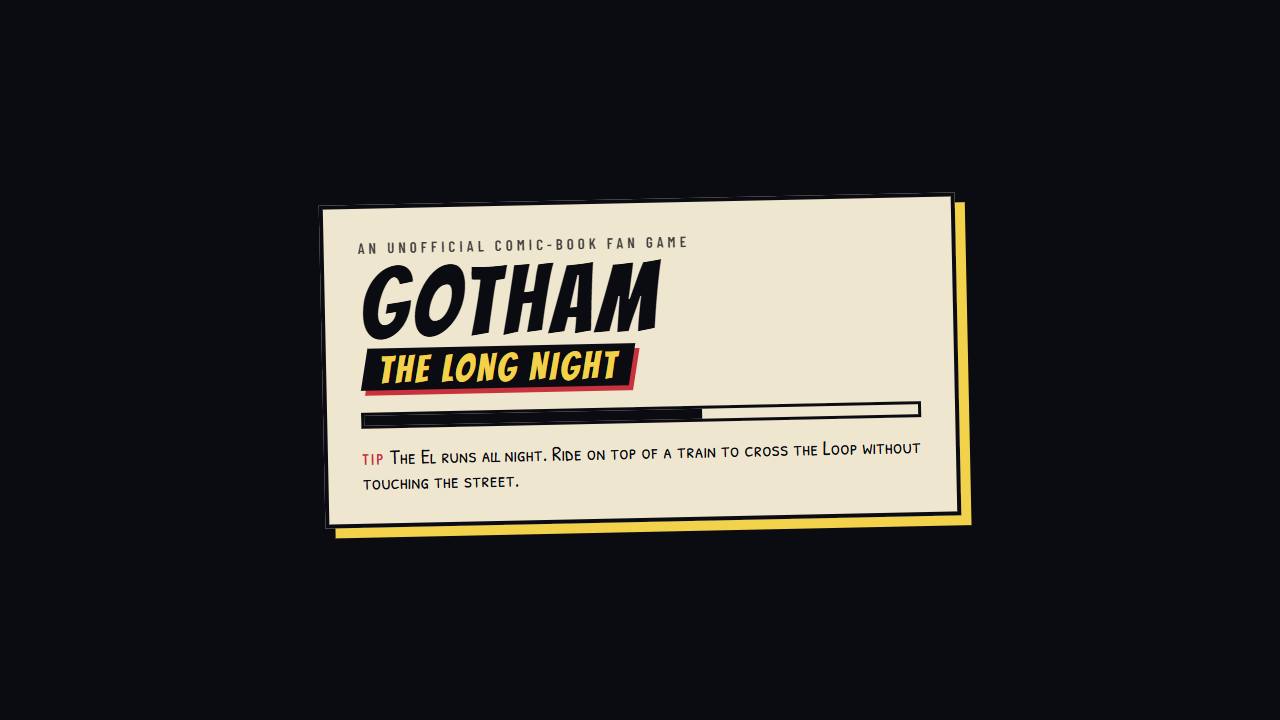 AN UNOFFICIAL COMIC-BOOK FAN GAME
GOTHAM
THE LONG NIGHT
TIP The El runs all night. Ride on top of a train to cross the Loop without
touching the street.